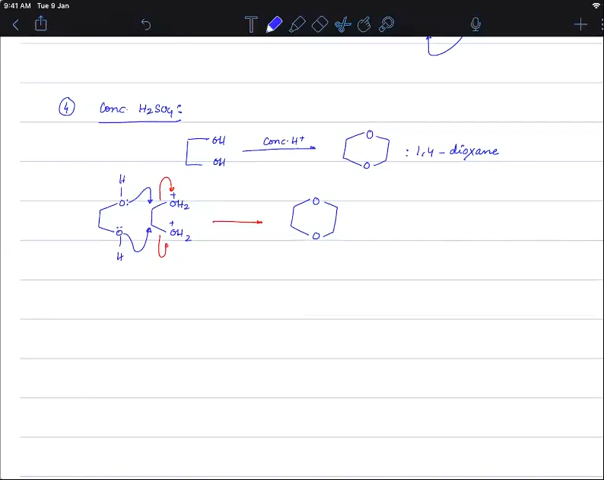 9:41 AM Tue 9 Jan
④ Conc. H2SO4:
OH
OH
Conc. H+
O
O
: 1,4 - dioxane
H
O:
+
OH2
Ö
H
+
OH2
O
O